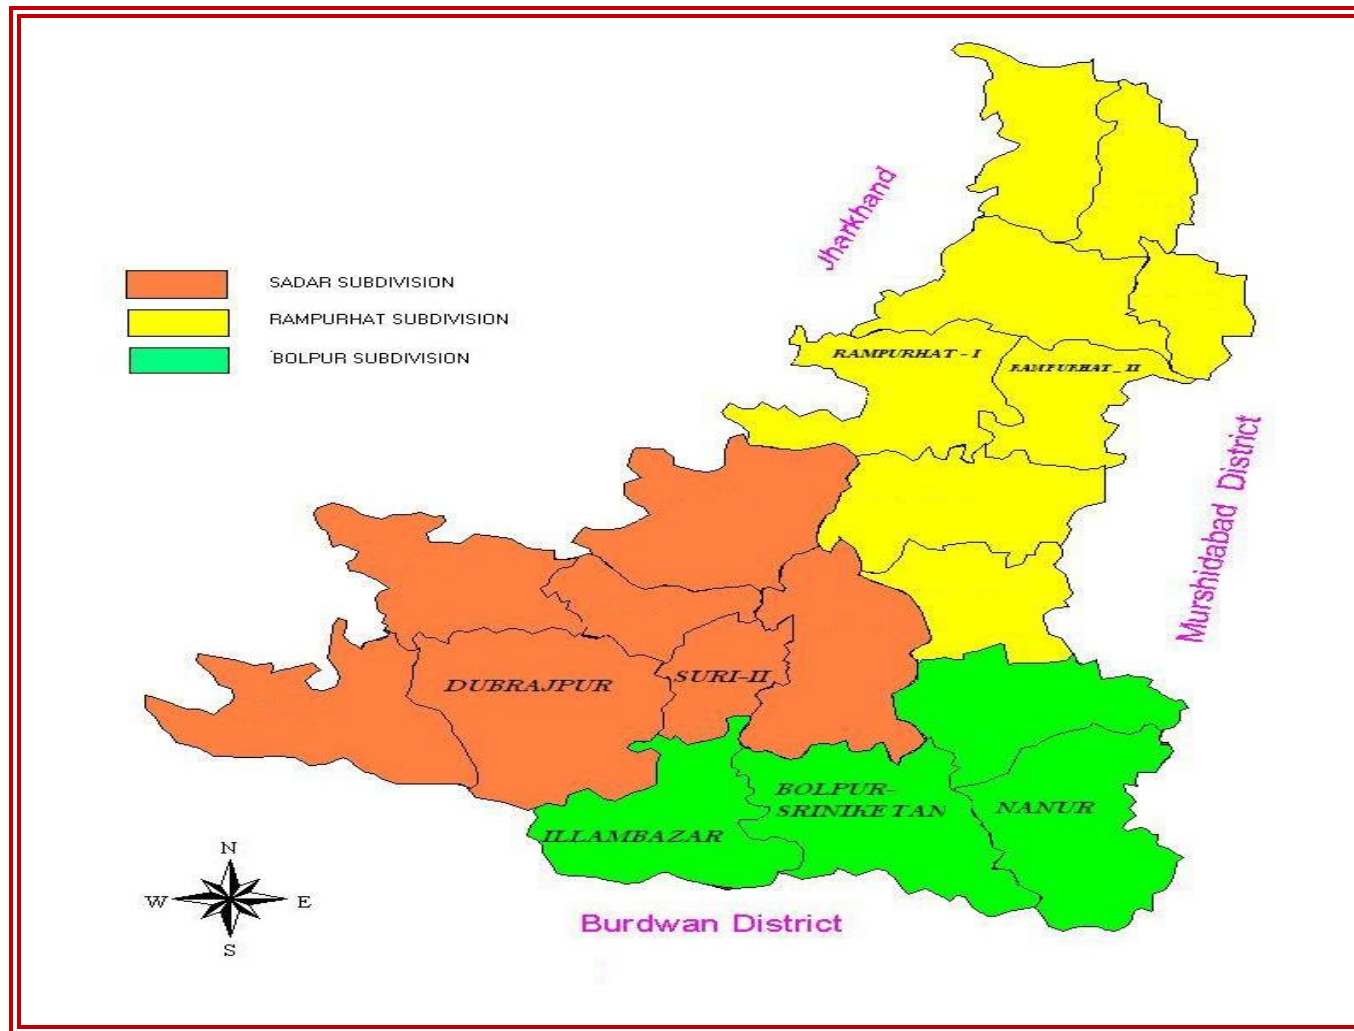 Jharkhand
SADAR SUBDIVISION
RAMPURHAT SUBDIVISION
BOLPUR SUBDIVISION
RAMPURHAT - I
RAMPURHAT_ II
Murshidabad District
DUBRAJPUR
SURI-II
BOLPUR-
SRINIKETAN
NANUR
ILLAMBAZAR
N
W
E
S
Burdwan District